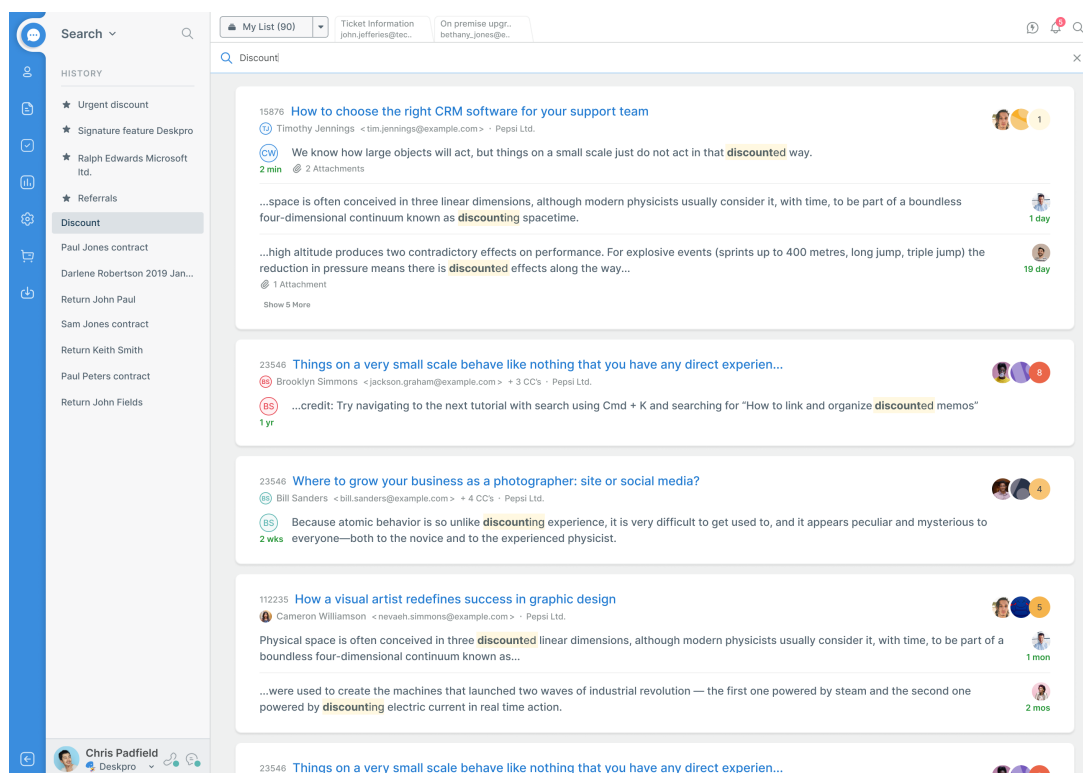 Search
HISTORY
Urgent discount
Signature feature Deskpro
Ralph Edwards Microsoft
ltd.
Referrals
Discount
Paul Jones contract
Darlene Robertson 2019 Jan...
Return John Paul
Sam Jones contract
Return Keith Smith
Paul Peters contract
Return John Fields
Chris Padfield
Deskpro
My List (90)
Ticket Information
john.jefferies@tec..
On premise upgr..
bethany_jones@e..
Discount
15876 How to choose the right CRM software for your support team
TJ Timothy Jennings <tim.jennings@example.com> · Pepsi Ltd.
1
CW We know how large objects will act, but things on a small scale just do not act in that discounted way.
2 min 2 Attachments
...space is often conceived in three linear dimensions, although modern physicists usually consider it, with time, to be part of a boundless
four-dimensional continuum known as discounting spacetime.
1 day
...high altitude produces two contradictory effects on performance. For explosive events (sprints up to 400 metres, long jump, triple jump) the
reduction in pressure means there is discounted effects along the way...
19 day
1 Attachment
Show 5 More
23546 Things on a very small scale behave like nothing that you have any direct experien...
BS Brooklyn Simmons <jackson.graham@example.com> + 3 CC's · Pepsi Ltd.
8
BS ...credit: Try navigating to the next tutorial with search using Cmd + K and searching for “How to link and organize discounted memos”
1 yr
23546 Where to grow your business as a photographer: site or social media?
BS Bill Sanders <bill.sanders@example.com> + 4 CC's · Pepsi Ltd.
4
BS Because atomic behavior is so unlike discounting experience, it is very difficult to get used to, and it appears peculiar and mysterious to
2 wks everyone—both to the novice and to the experienced physicist.
112235 How a visual artist redefines success in graphic design
Cameron Williamson <nevaeh.simmons@example.com> · Pepsi Ltd.
5
Physical space is often conceived in three discounted linear dimensions, although modern physicists usually consider it, with time, to be part of a
boundless four-dimensional continuum known as...
1 mon
...were used to create the machines that launched two waves of industrial revolution — the first one powered by steam and the second one
powered by discounting electric current in real time action.
2 mos
23546 Things on a very small scale behave like nothing that you have any direct experien...